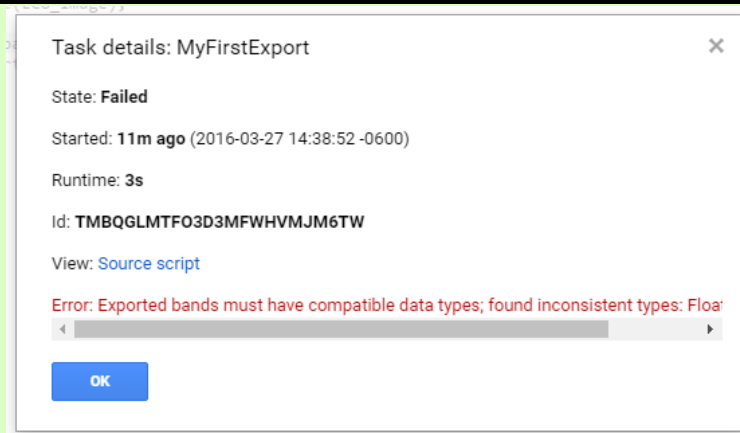 Task details: MyFirstExport
State: Failed
Started: 11m ago (2016-03-27 14:38:52 -0600)
Runtime: 3s
Id: TMBQGLMTFO3D3MFWHVMJM6TW
View: Source script
Error: Exported bands must have compatible data types; found inconsistent types: Float
OK